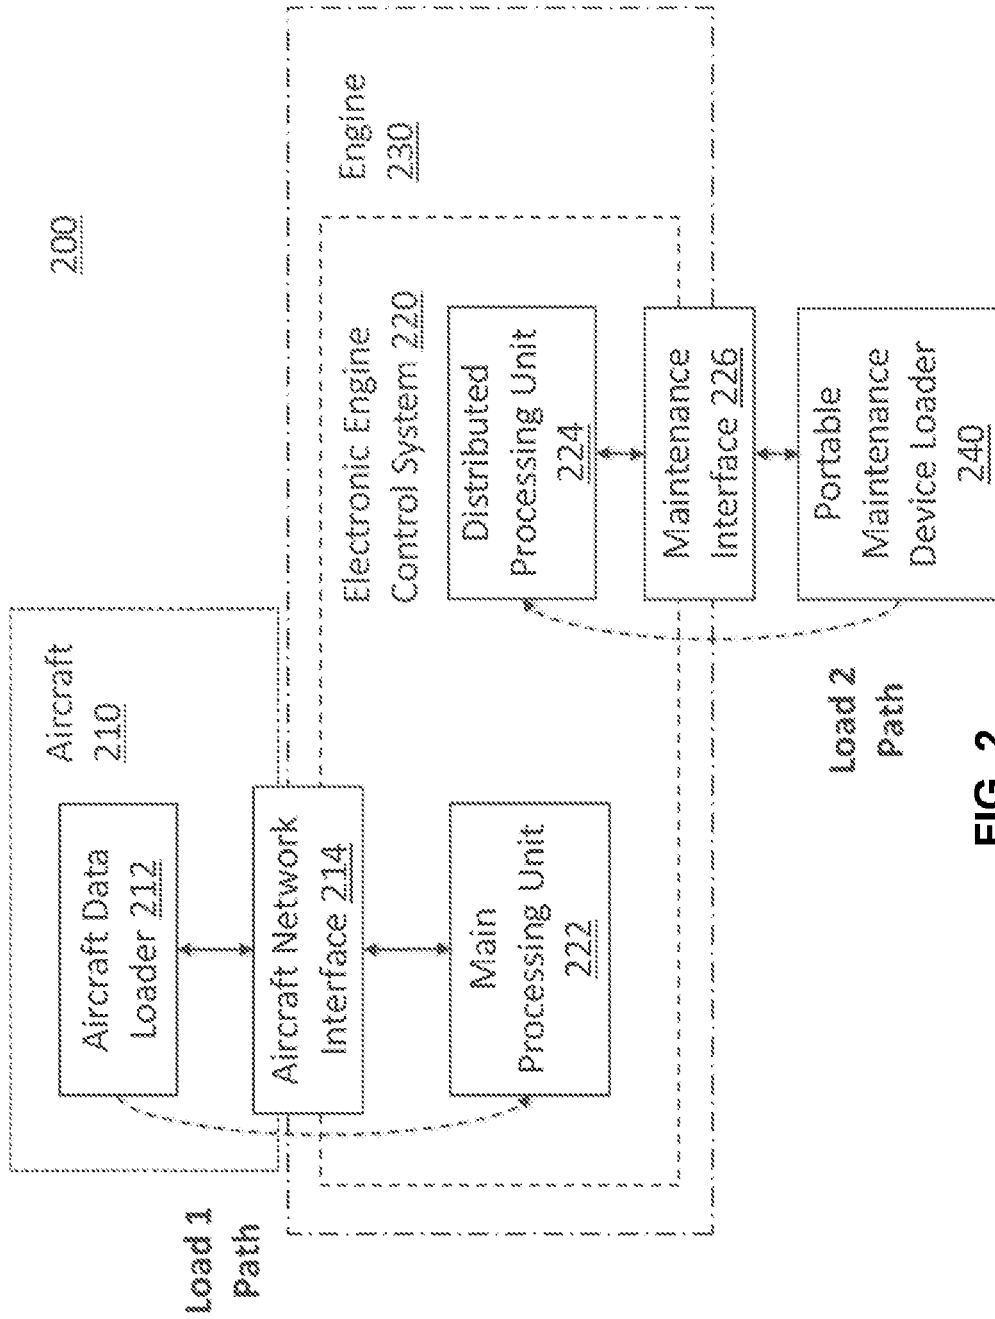 200
Aircraft
210
Aircraft Data
Loader 212
Load 1
Path
Aircraft Network
Interface 214
Engine
230
Electronic Engine
Control System 220
Main
Processing Unit
222
Distributed
Processing Unit
224
Maintenance
Interface 226
Load 2
Path
Portable
Maintenance
Device Loader
240
FIG. 2